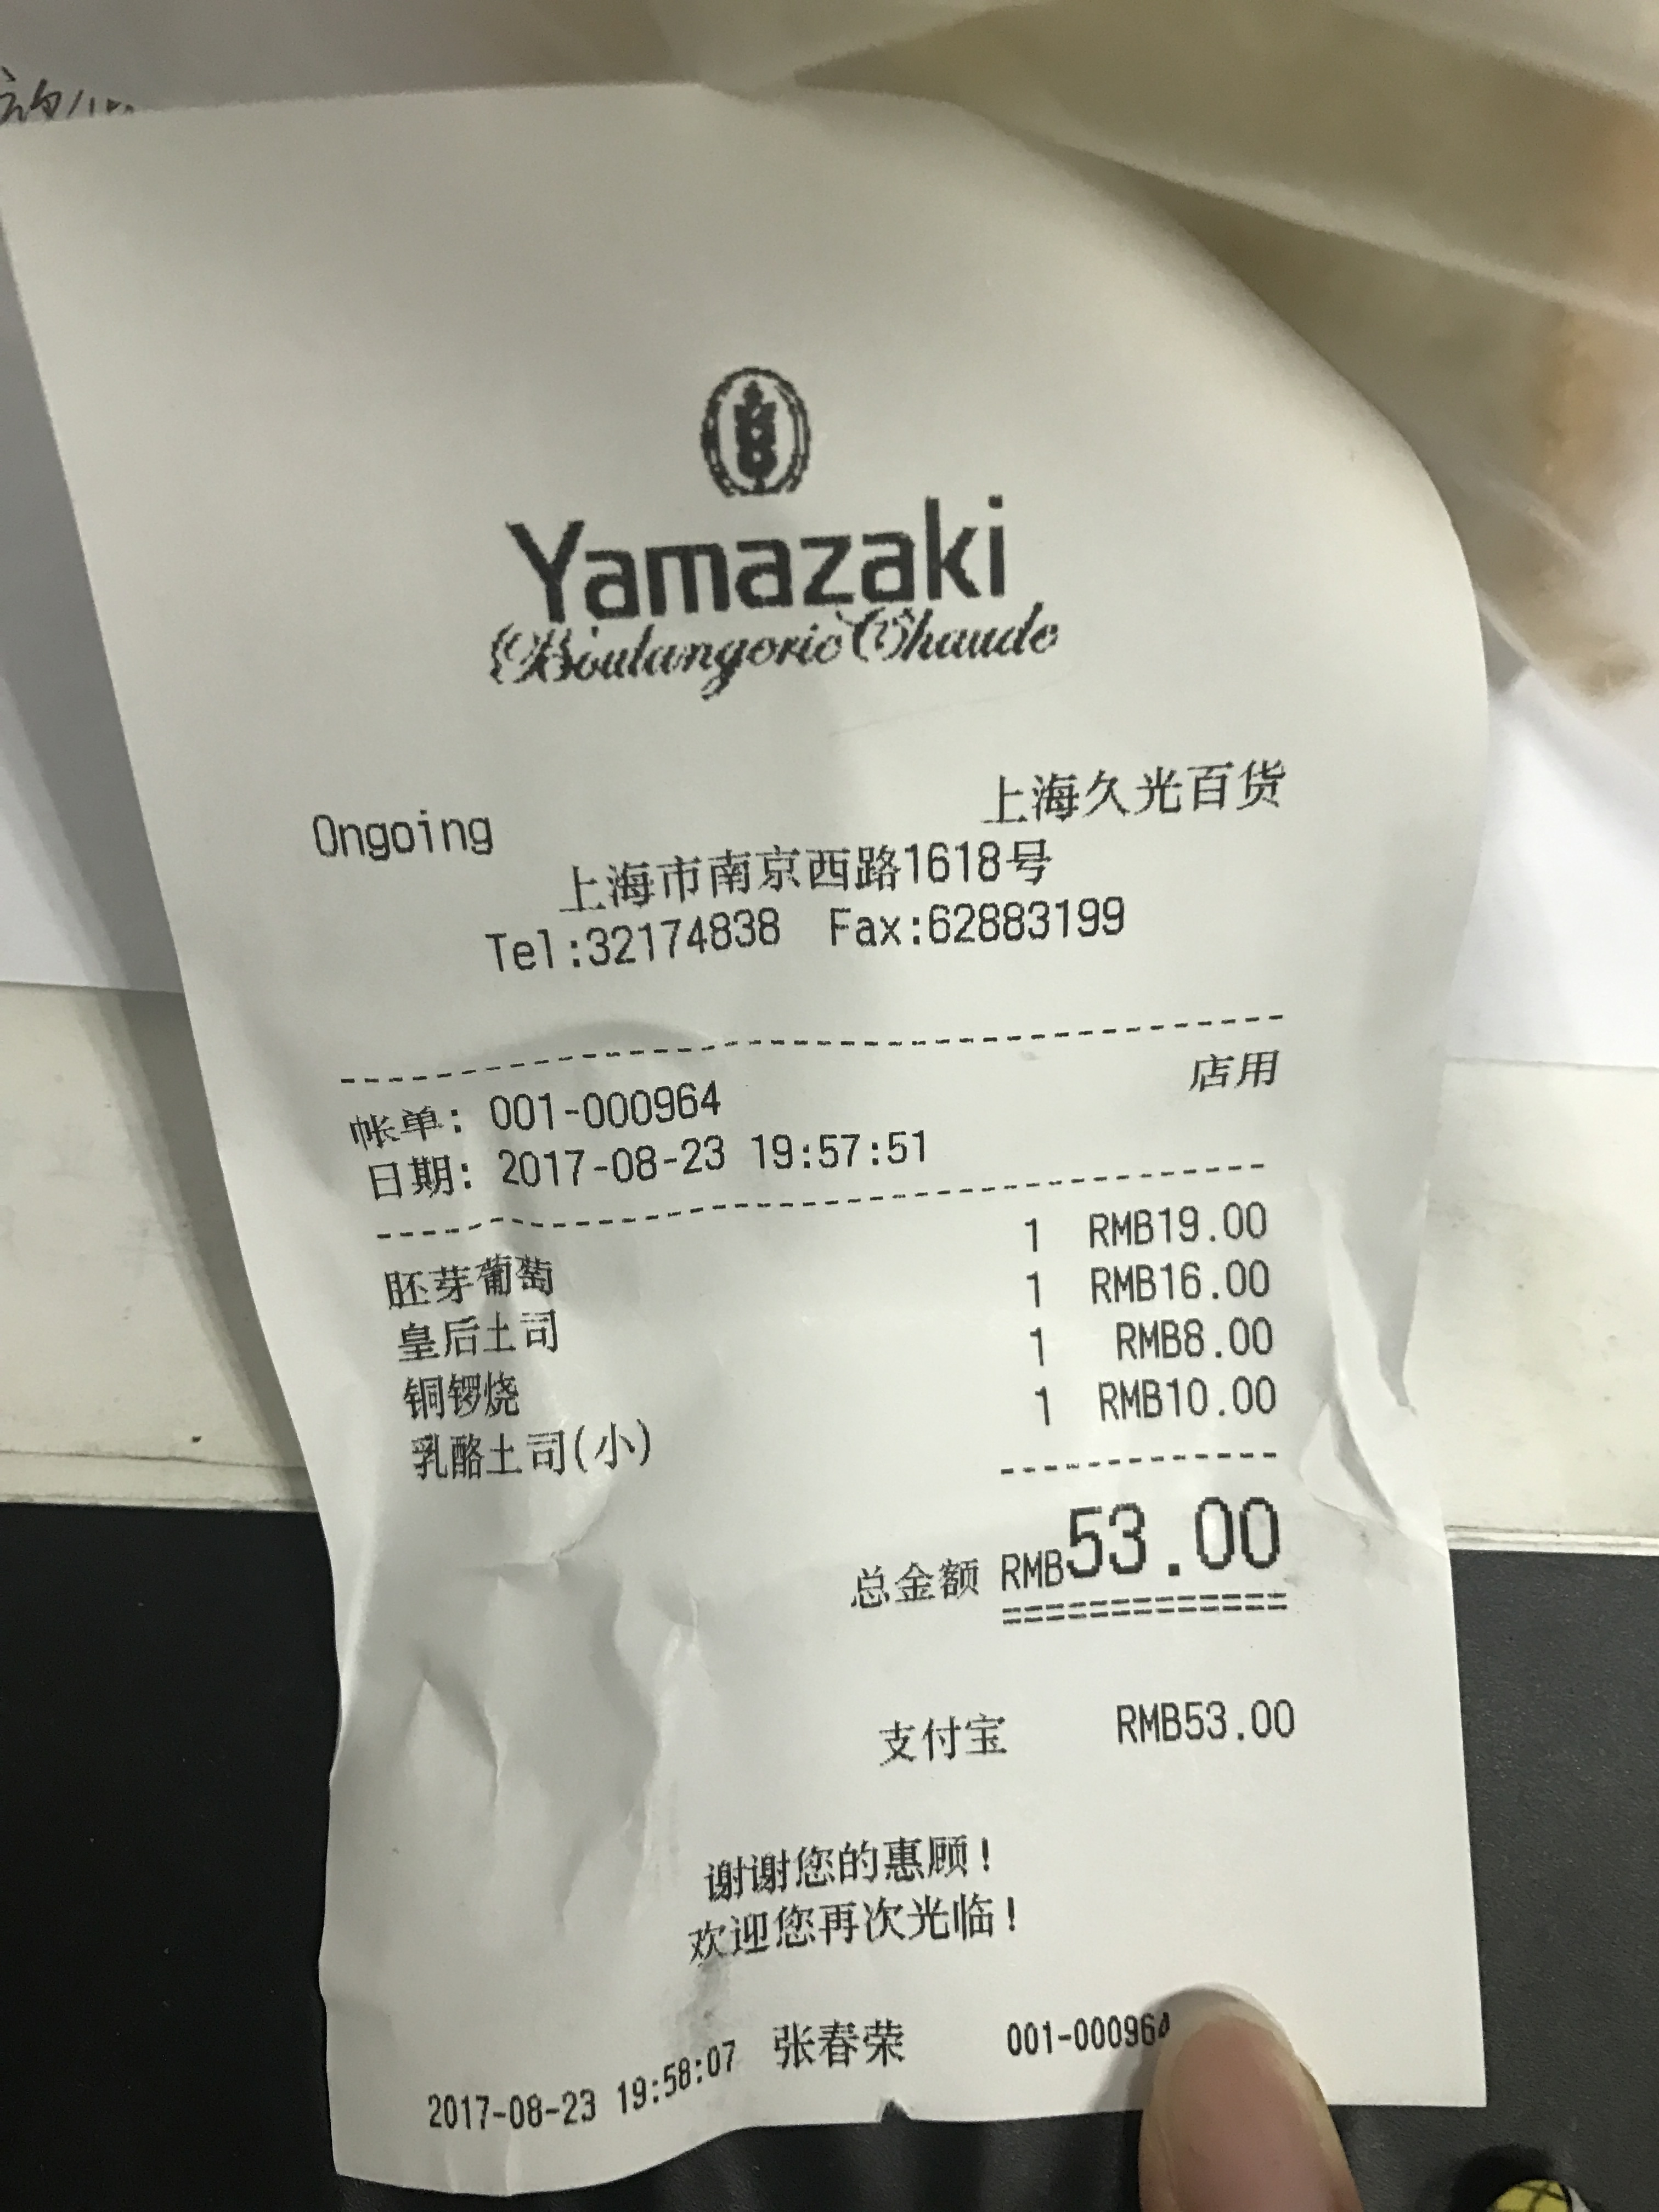 Yamazaki
Boulangerie Chaude
上海久光百货
Ongoing
上海市南京西路1618号
Tel:32174838 Fax:62883199
店用
帐单: 001-000964
日期: 2017-08-23 19:57:51
胚芽葡萄 1 RMB19.00
皇后土司 1 RMB16.00
铜锣烧 1 RMB8.00
乳酪土司(小) 1 RMB10.00
总金额 RMB53.00
支付宝 RMB53.00
谢谢您的惠顾!
欢迎您再次光临!
2017-08-23 19:58:07 张春荣 001-000964